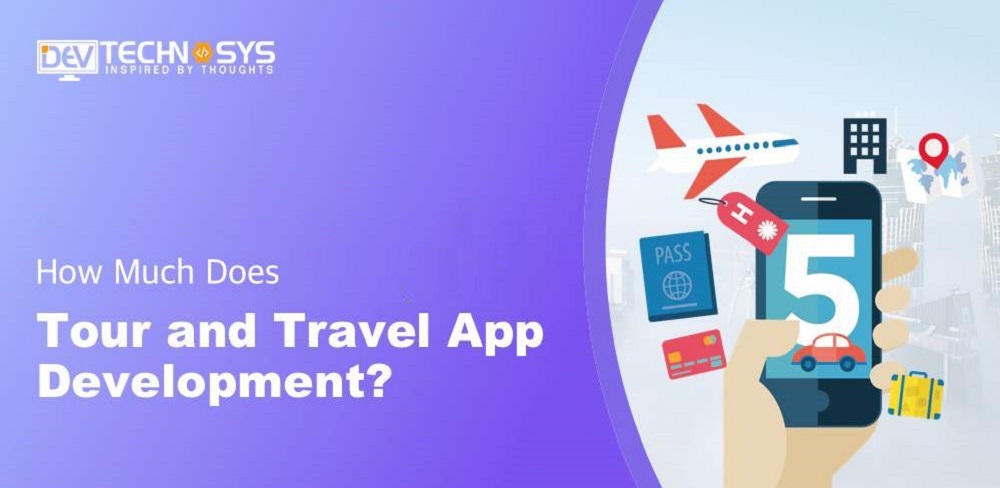 DEV TECHNOSYS
INSPIRED BY THOUGHTS
How Much Does
Tour and Travel App
Development?
H
PASS
5